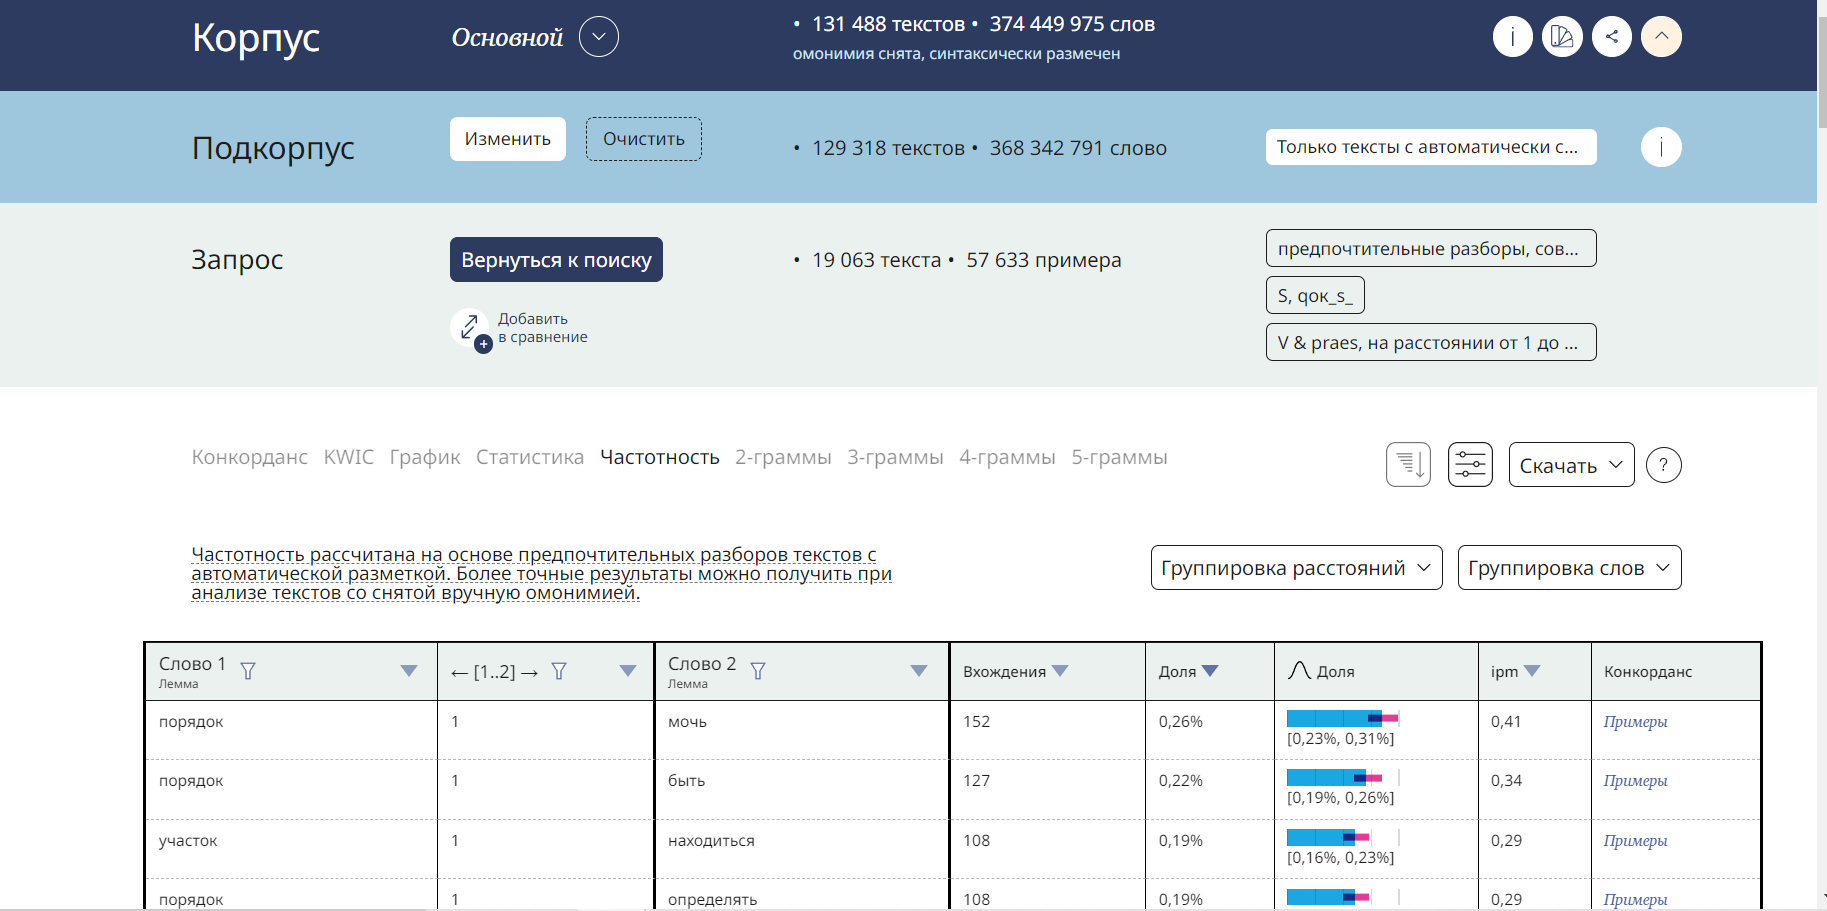 Корпус
Основной
• 131 488 текстов • 374 449 975 слов
омонимия снята, синтаксически размечен
Подкорпус
Изменить
Очистить
• 129 318 текстов • 368 342 791 слово
Только тексты с автоматически с...
Запрос
Вернуться к поиску
• 19 063 текста • 57 633 примера
предпочтительные разборы, сов...
S, qок_s_
V & praes, на расстоянии от 1 до ...
Добавить
в сравнение
Конкорданс KWIC График Статистика Частотность 2-граммы 3-граммы 4-граммы 5-граммы
Скачать
?
Частотность рассчитана на основе предпочтительных разборов текстов с
автоматической разметкой. Более точные результаты можно получить при
анализе текстов со снятой вручную омонимией.
Группировка расстояний
Группировка слов
Слово 1 Лемма ← [1..2] → Слово 2 Лемма Вхождения Доля Доля ipm Конкорданс
порядок 1 мочь 152 0,26% [0,23%, 0,31%] 0,41 Примеры
порядок 1 быть 127 0,22% [0,19%, 0,26%] 0,34 Примеры
участок 1 находиться 108 0,19% [0,16%, 0,23%] 0,29 Примеры
порядок 1 определять 108 0,19% 0,29 Примеры